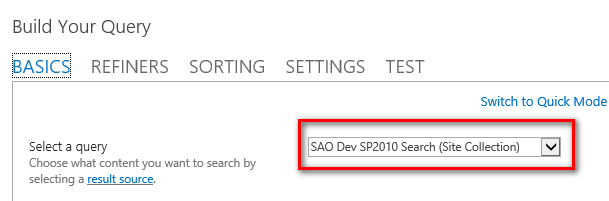 Build Your Query
BASICS REFINERS SORTING SETTINGS TEST
Switch to Quick Mode
Select a query
SAO Dev SP2010 Search (Site Collection)
Choose what content you want to search by
selecting a result source.